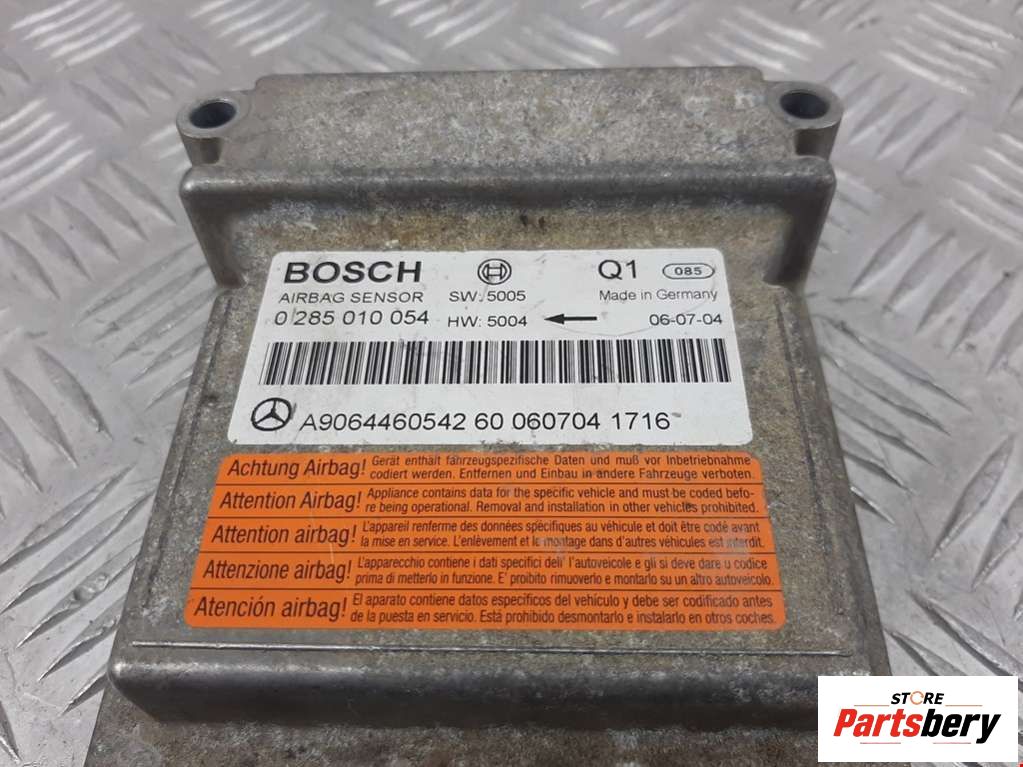 BOSCH Q1 085
AIRBAG SENSOR SW: 5005 Made in Germany
0 285 010 054 HW: 5004 06-07-04
A9064460542 60 060704 1716
Achtung Airbag! Gerät enthält fahrzeugspezifische Daten und muß vor Inbetriebnahme
codiert werden. Entfernen und Einbau in andere Fahrzeuge verboten.
Attention Airbag! Appliance contains data for the specific vehicle and must be coded befo-
re being operational. Removal and installation in other vehicles prohibited.
Attention airbag! L'appareil renferme des données spécifiques au véhicule et doit être codé avant
la mise en service. L'enlèvement et le montage dans d'autres véhicules est interdit.
Attenzione airbag! L'apparecchio contiene i dati specifici dell' l'autoveicole e gli si deve dare u codice
prima di metterlo in funzione. E' proibito rimuoverlo e montarlo su un altro autoveicolo.
Atención airbag! El aparato contiene datos específicos del vehículo y debe ser codificado antes
de la puesta en servicio. Está prohibido desmontarlo e instalarlo en otros coches.
STORE
Partsbery